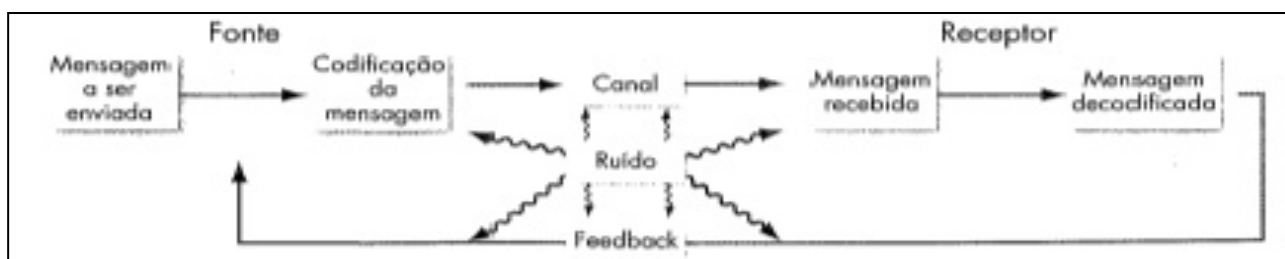 Fonte
Receptor
Mensagem
a ser
enviada
Codificação
da
mensagem
Canal
Mensagem
recebida
Mensagem
decodificada
Ruído
Feedback